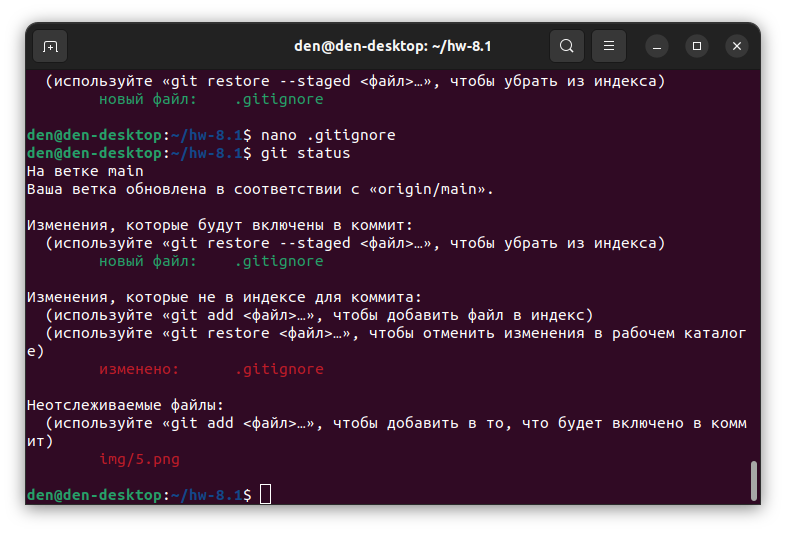 den@den-desktop: ~/hw-8.1
(используйте «git restore --staged <файл>…», чтобы убрать из индекса)
новый файл: .gitignore
den@den-desktop:~/hw-8.1$ nano .gitignore
den@den-desktop:~/hw-8.1$ git status
На ветке main
Ваша ветка обновлена в соответствии с «origin/main».
Изменения, которые будут включены в коммит:
(используйте «git restore --staged <файл>…», чтобы убрать из индекса)
новый файл: .gitignore
Изменения, которые не в индексе для коммита:
(используйте «git add <файл>…», чтобы добавить файл в индекс)
(используйте «git restore <файл>…», чтобы отменить изменения в рабочем каталог
е)
изменено: .gitignore
Неотслеживаемые файлы:
(используйте «git add <файл>…», чтобы добавить в то, что будет включено в комм
ит)
img/5.png
den@den-desktop:~/hw-8.1$